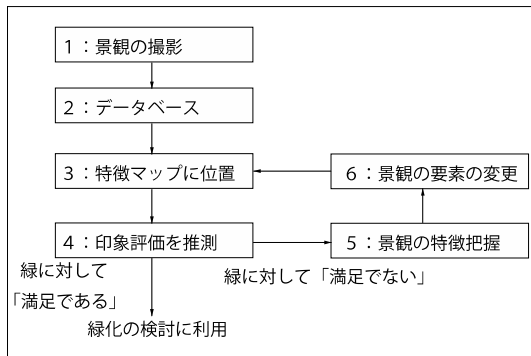 1：景観の撮影
2：データベース
3：特徴マップに位置
6：景観の要素の変更
4：印象評価を推測
5：景観の特徴把握
緑に対して
「満足である」
緑に対して「満足でない」
緑化の検討に利用